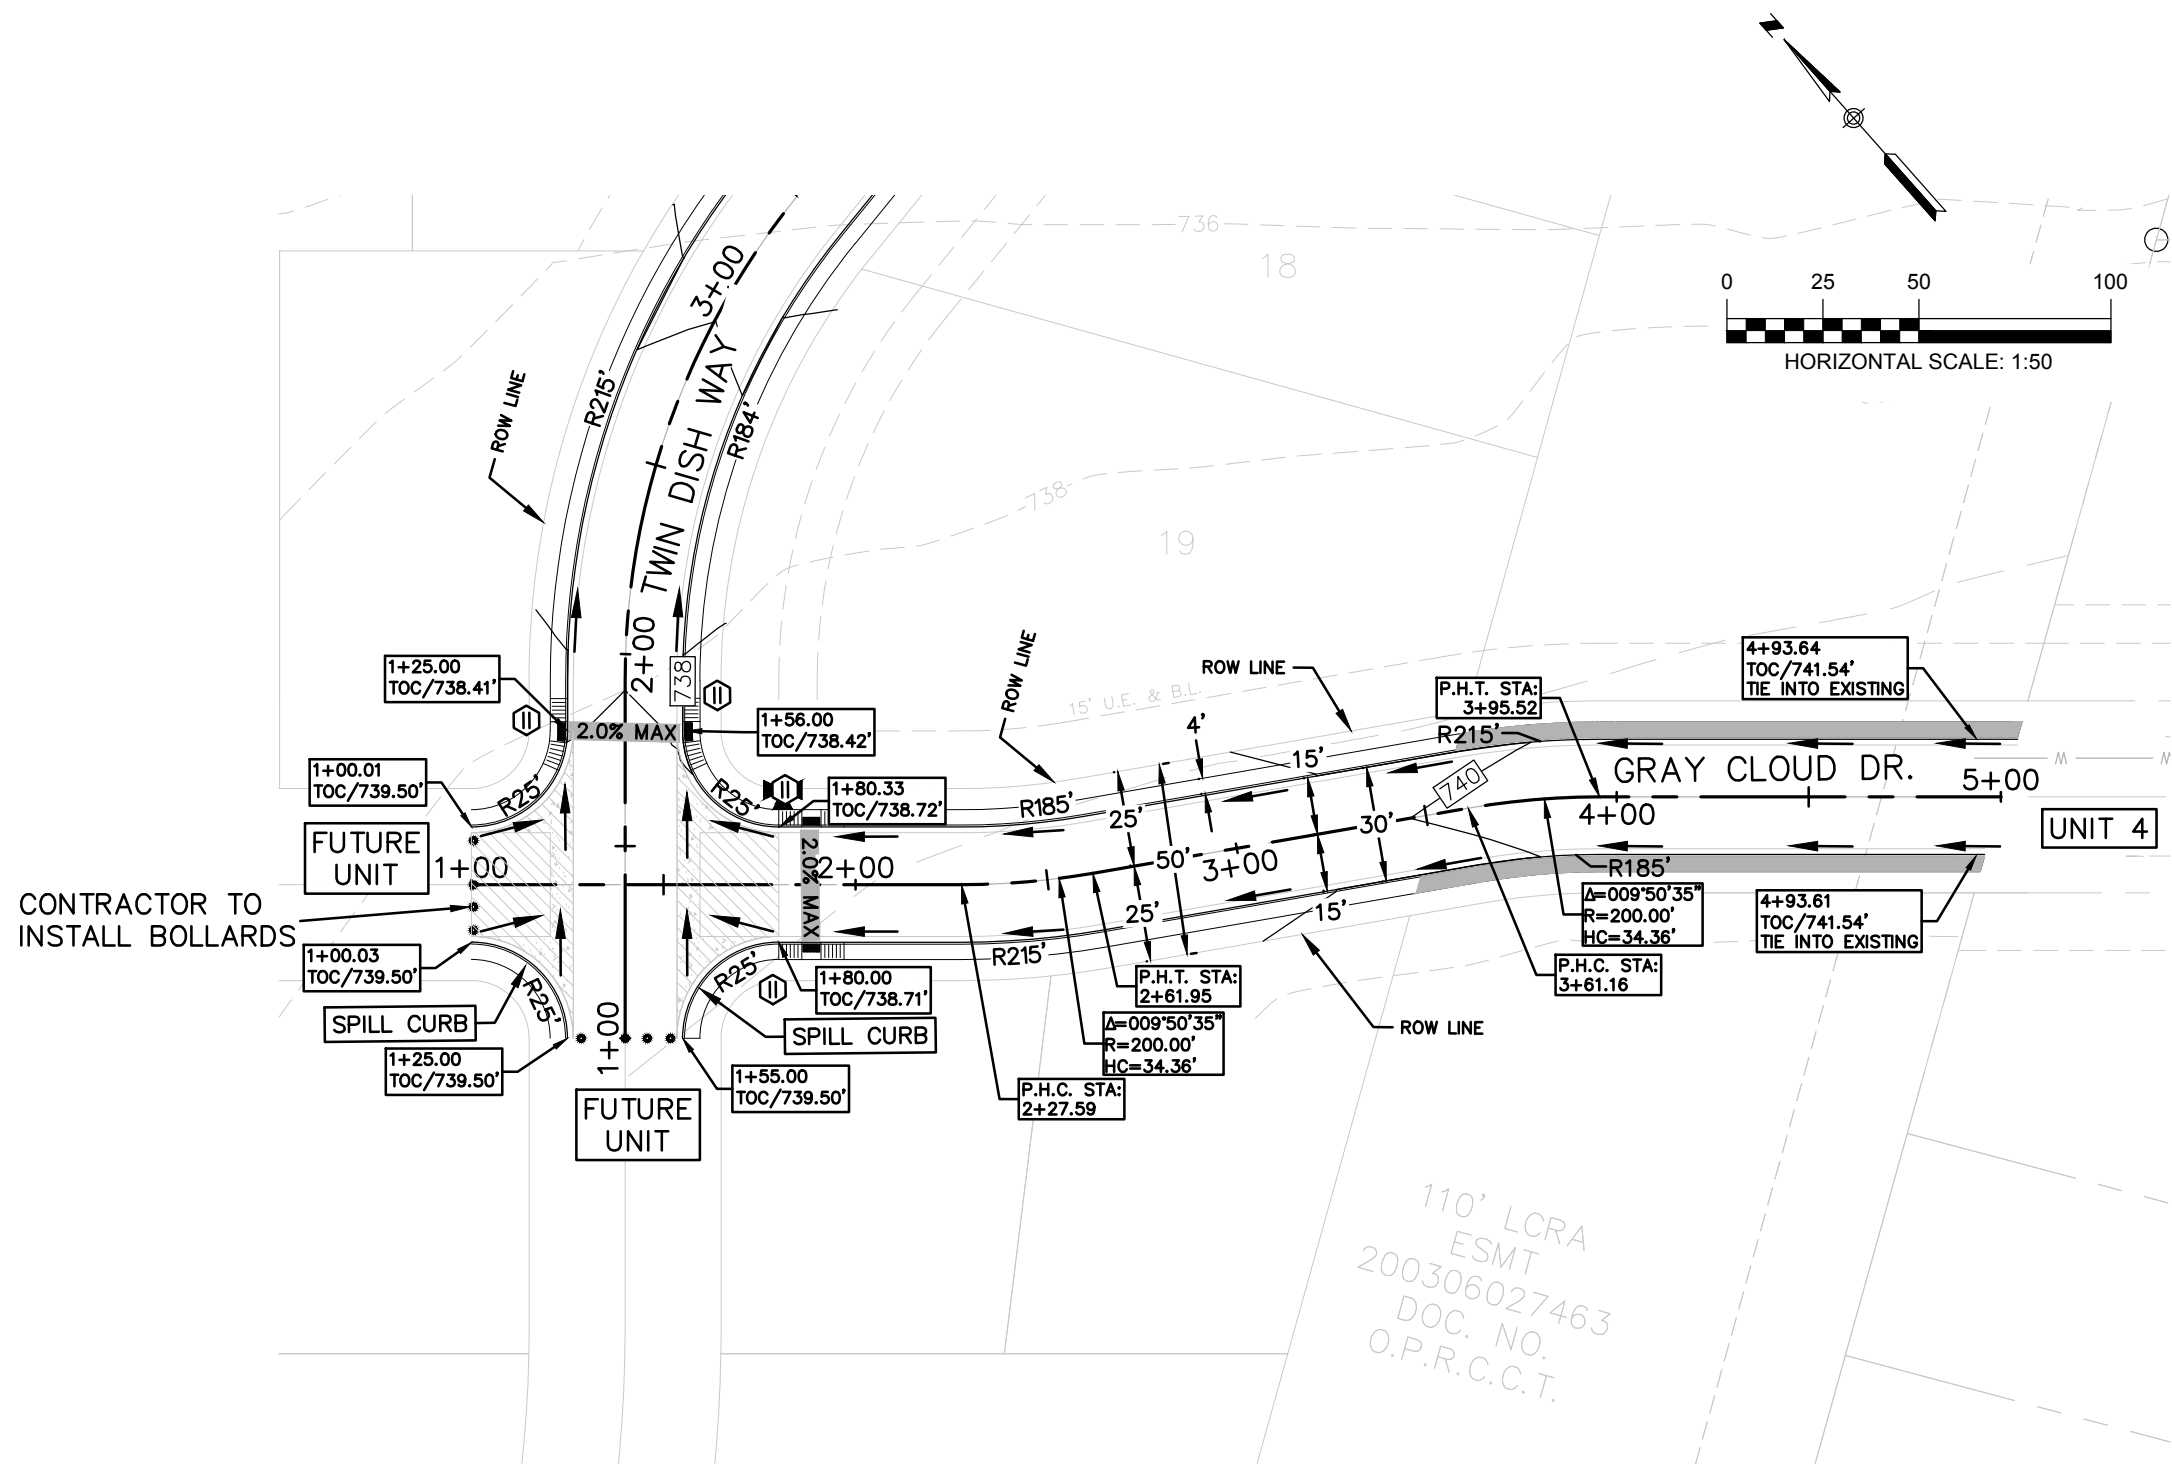 N
0 25 50 100
HORIZONTAL SCALE: 1:50
736
18
3+00
ROW LINE
R215'
TWIN DISH WAY
R184'
738
19
2+00
738
1+25.00
TOC/738.41'
2.0% MAX
1+56.00
TOC/738.42'
ROW LINE
15' U.E. & B.L.
ROW LINE
4'
P.H.T. STA:
3+95.52
4+93.64
TOC/741.54'
TIE INTO EXISTING
1+00.01
TOC/739.50'
R25'
R25'
1+80.33
TOC/738.72'
R185'
25'
15'
R215'
740
GRAY CLOUD DR.
5+00
W
W
FUTURE
UNIT
1+00
2.0% MAX
2+00
50'
3+00
30'
4+00
UNIT 4
CONTRACTOR TO
INSTALL BOLLARDS
25'
15'
R185'
Δ=009°50'35"
R=200.00'
HC=34.36'
4+93.61
TOC/741.54'
TIE INTO EXISTING
1+00.03
TOC/739.50'
R25'
R25'
R215'
1+80.00
TOC/738.71'
P.H.T. STA:
2+61.95
P.H.C. STA:
3+61.16
SPILL CURB
SPILL CURB
1+00
Δ=009°50'35"
R=200.00'
HC=34.36'
ROW LINE
1+25.00
TOC/739.50'
1+55.00
TOC/739.50'
P.H.C. STA:
2+27.59
FUTURE
UNIT
110' LCRA
ESMT
200306027463
DOC. NO.
O.P.R.C.C.T.